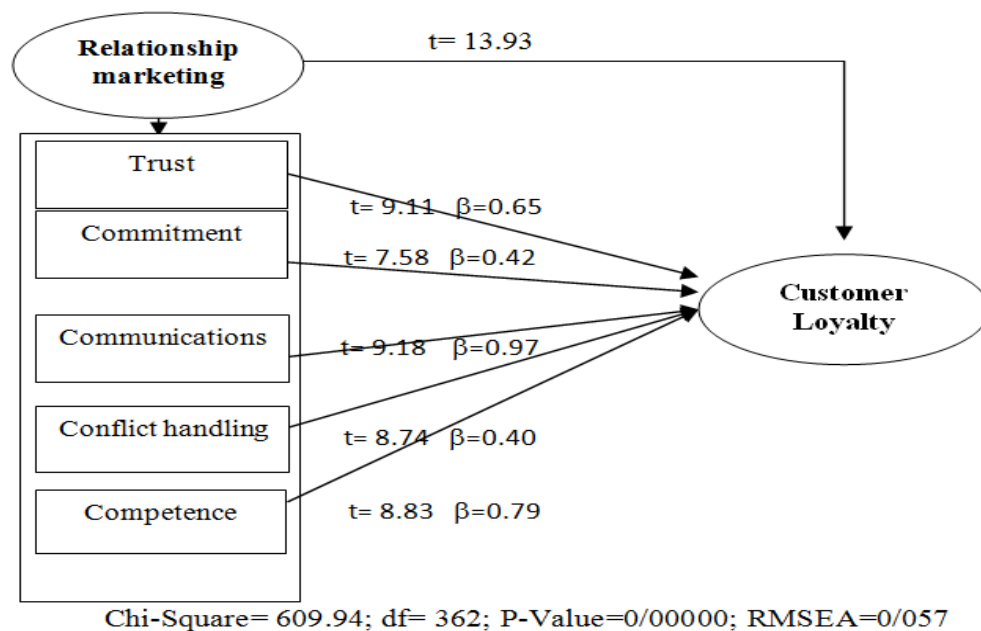 Relationship
marketing
t= 13.93
Trust
t= 9.11 β=0.65
Commitment
t= 7.58 β=0.42
Customer
Loyalty
Communications
t= 9.18 β=0.97
Conflict handling
t= 8.74 β=0.40
Competence
t= 8.83 β=0.79
Chi-Square= 609.94; df= 362; P-Value=0/00000; RMSEA=0/057